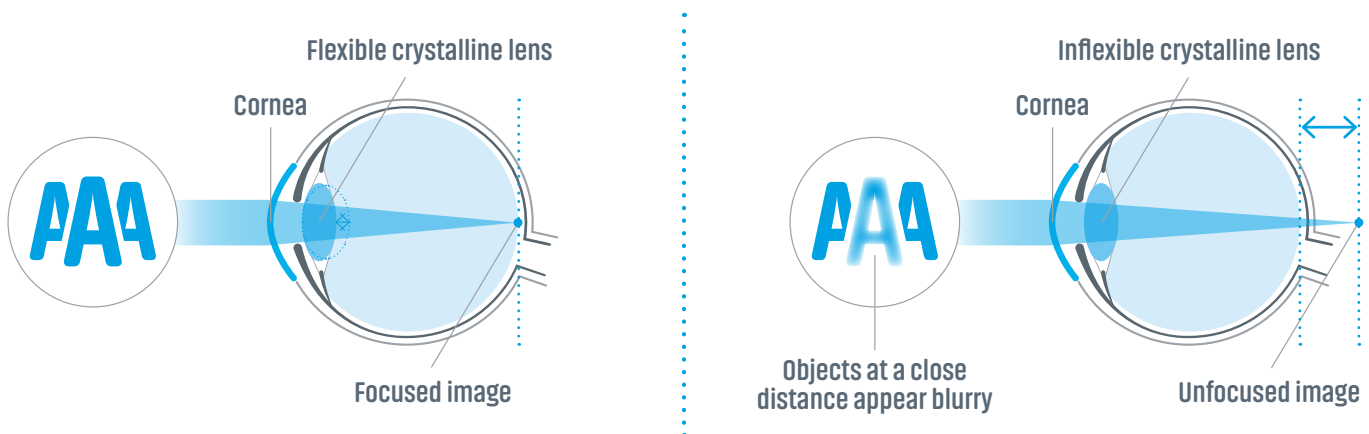 Flexible crystalline lens
Cornea
AAA
Focused image
Inflexible crystalline lens
Cornea
AAA
Objects at a close
distance appear blurry
Unfocused image